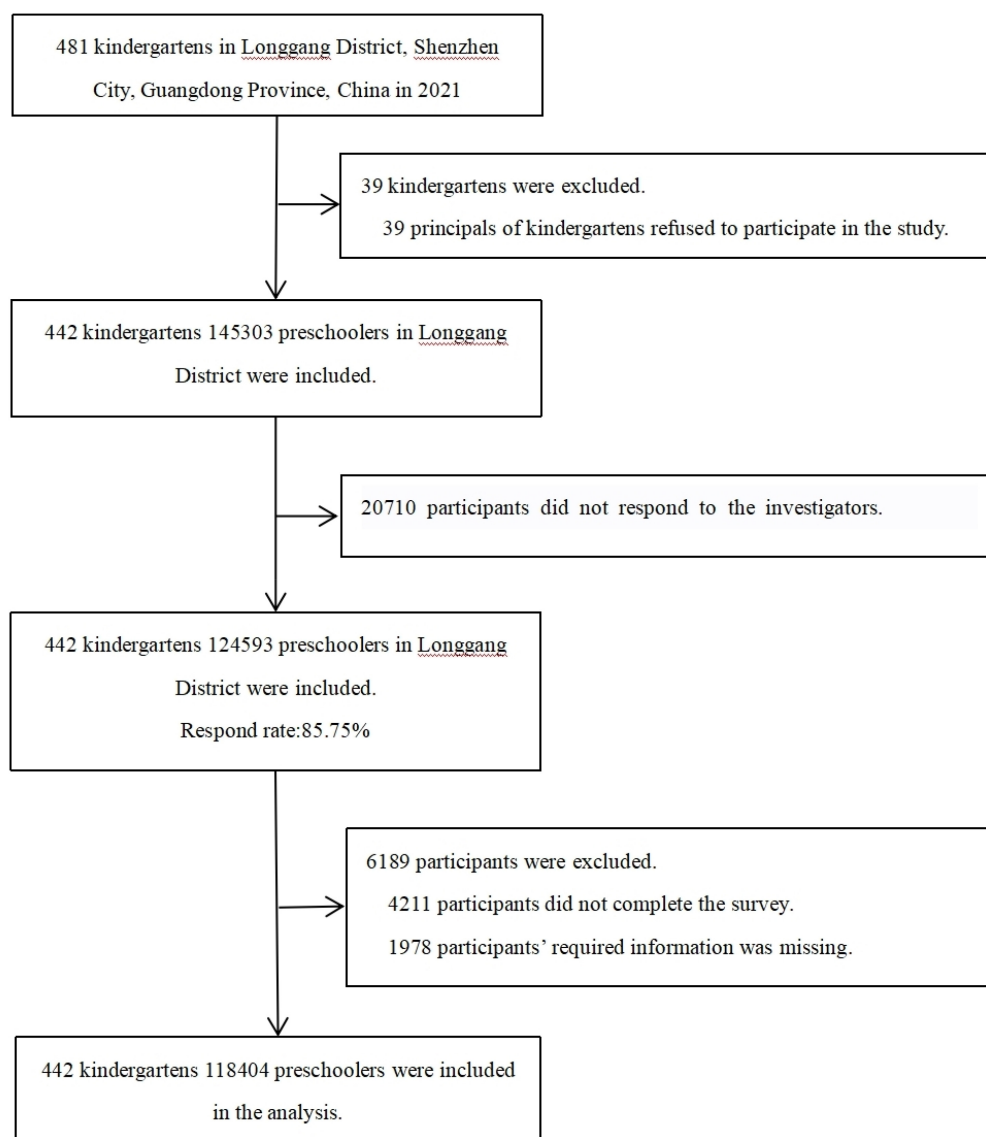 481 kindergartens in Longgang District, Shenzhen
City, Guangdong Province, China in 2021
39 kindergartens were excluded.
39 principals of kindergartens refused to participate in the study.
442 kindergartens 145303 preschoolers in Longgang
District were included.
20710 participants did not respond to the investigators.
442 kindergartens 124593 preschoolers in Longgang
District were included.
Respond rate:85.75%
6189 participants were excluded.
4211 participants did not complete the survey.
1978 participants’ required information was missing.
442 kindergartens 118404 preschoolers were included
in the analysis.